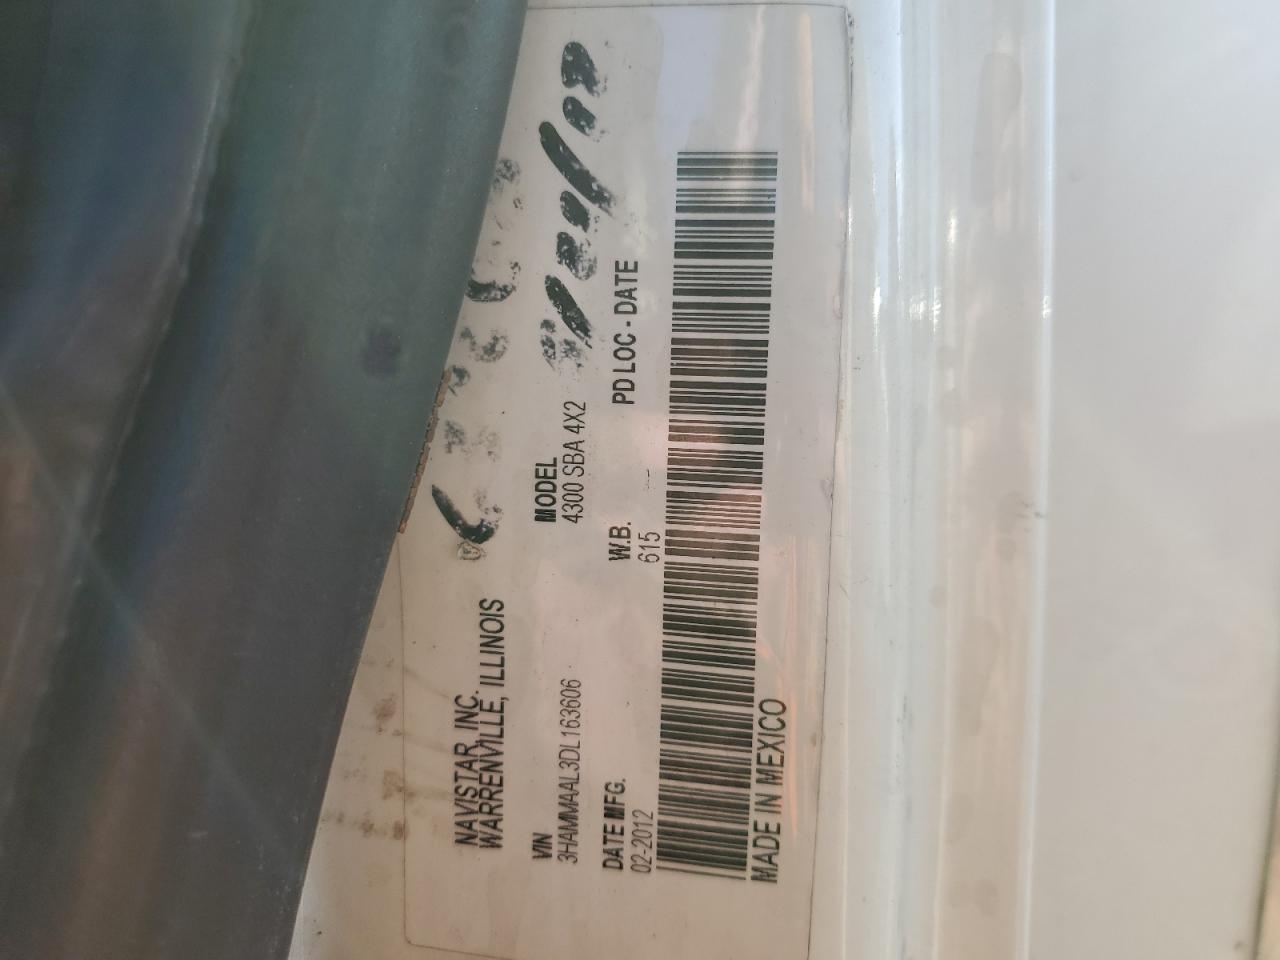 NAVISTAR, INC.
WARRENVILLE, ILLINOIS
VIN
3HAMMAAL3DL163606
MODEL
4300 SBA 4X2
DATE MFG.
02-2012
W.B.
615
PD LOC - DATE
MADE IN MEXICO